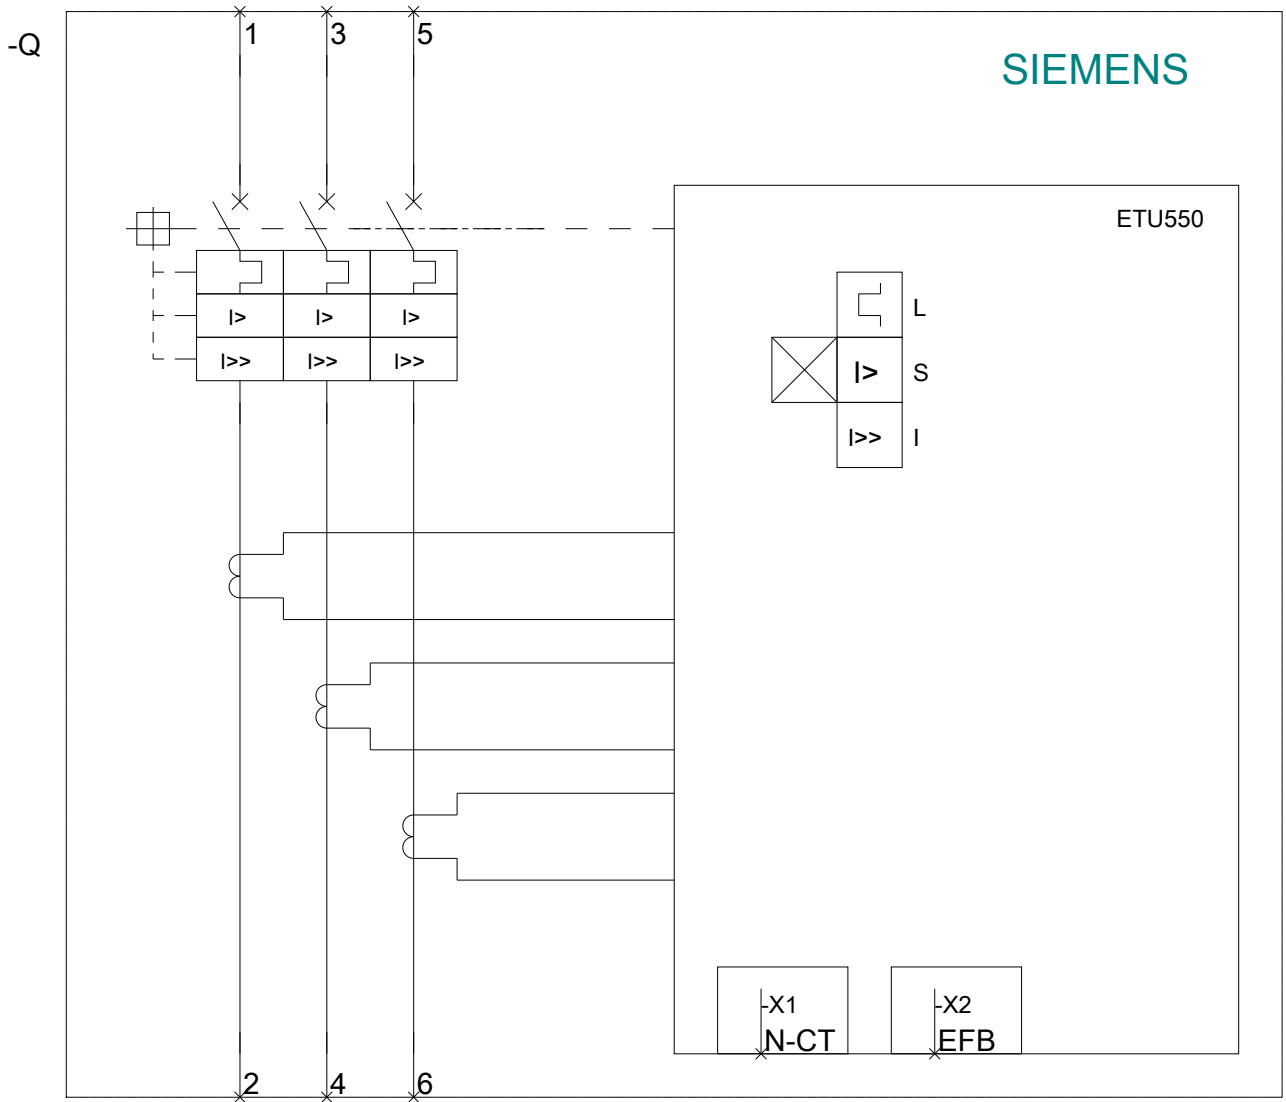 -Q
1 3 5
SIEMENS
ETU550
I> I> I>
I>> I>> I>>
L
I> S
I>> I
-X1
N-CT
-X2
EFB
2 4 6